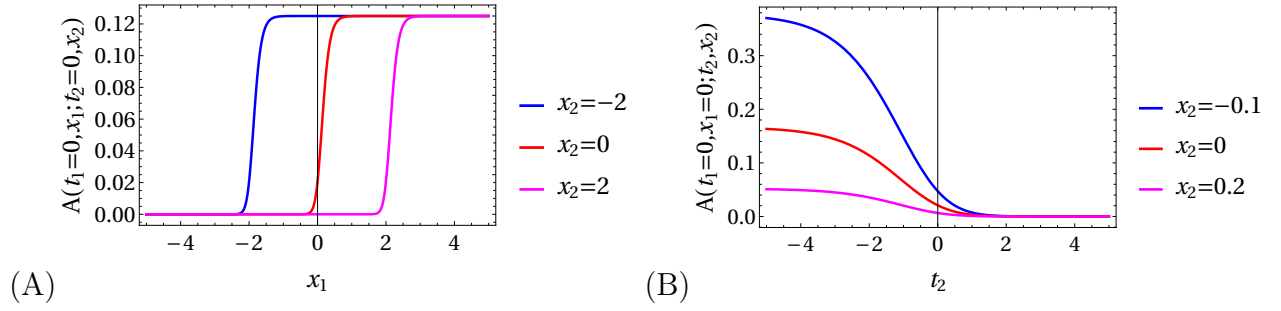 A(t₁=0,x₁;t₂=0,x₂)
0.12
0.10
0.08
0.06
0.04
0.02
0.00
−4 −2 0 2 4
x₁
x₂=−2
x₂=0
x₂=2
(A)
A(t₁=0,x₁=0;t₂,x₂)
0.3
0.2
0.1
0.0
−4 −2 0 2 4
t₂
x₂=−0.1
x₂=0
x₂=0.2
(B)